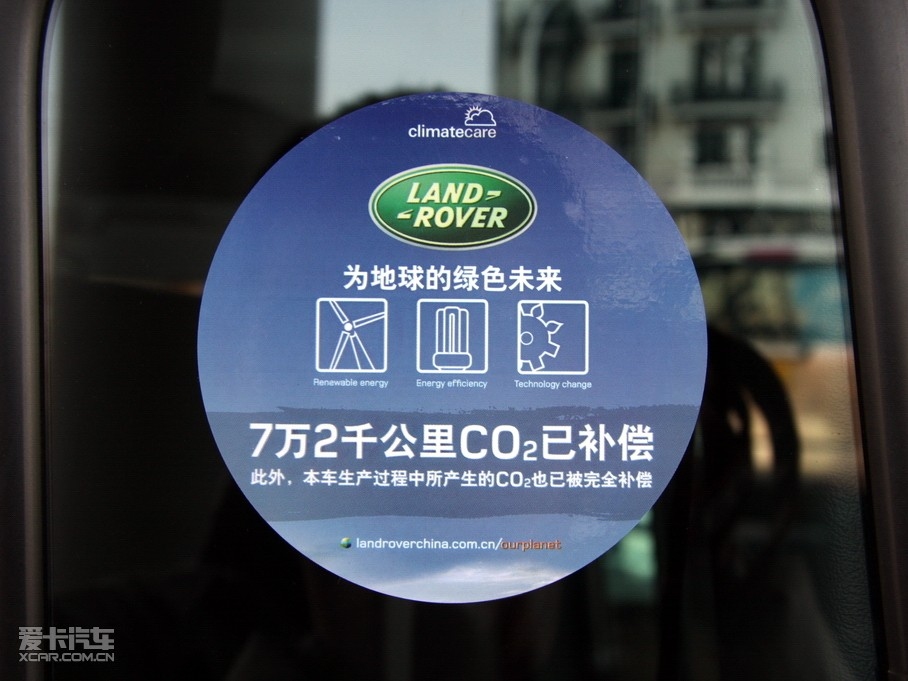 climatecare
LAND
ROVER
为地球的绿色未来
Renewable energy
Energy efficiency
Technology change
7万2千公里CO₂已补偿
此外，本车生产过程中所产生的CO₂也已被完全补偿
landroverchina.com.cn/ourplanet
爱卡汽车
XCAR.COM.CN